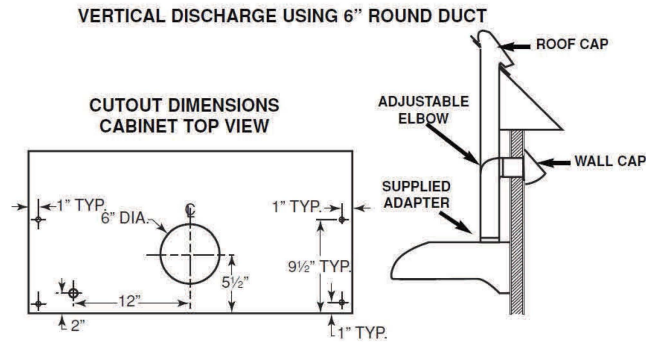 VERTICAL DISCHARGE USING 6” ROUND DUCT
ROOF CAP
CUTOUT DIMENSIONS
CABINET TOP VIEW
ADJUSTABLE
ELBOW
WALL CAP
SUPPLIED
ADAPTER
1” TYP.
6” DIA.
℄
1” TYP.
9½” TYP.
5½”
12”
2”
1” TYP.